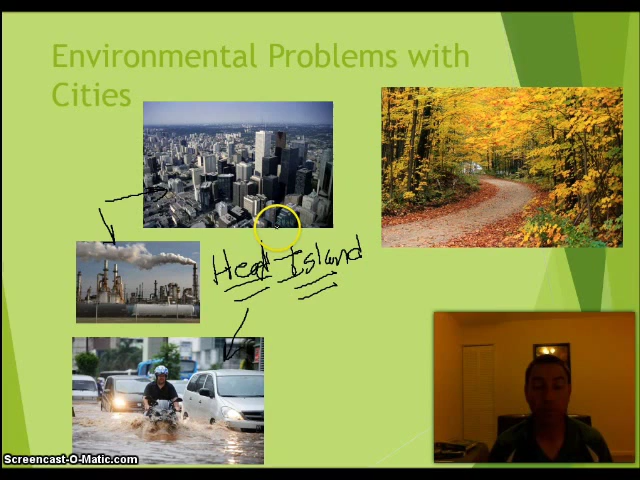 Environmental Problems with
Cities
Heat Island
Screencast-O-Matic.com